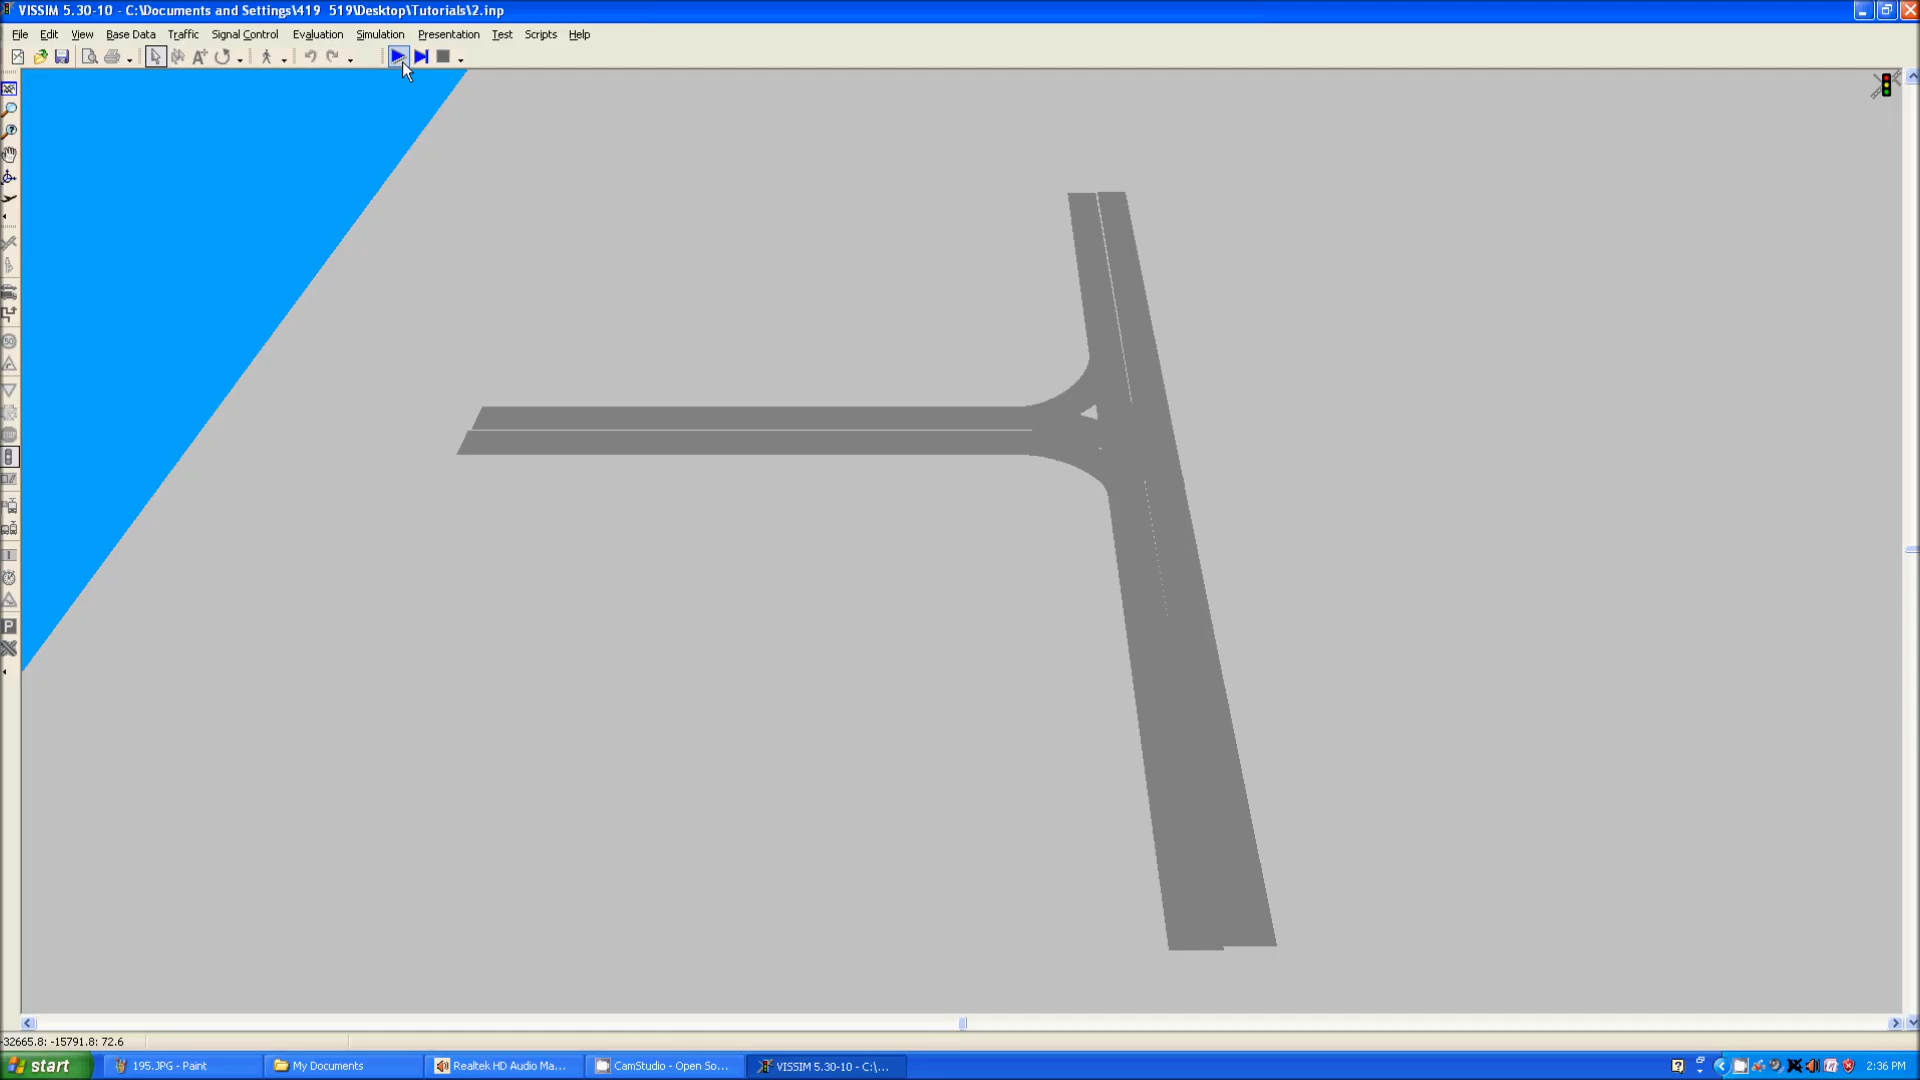 VISSIM 5.30-10 - C:\Documents and Settings\419 519\Desktop\Tutorials\2.inp
File Edit View Base Data Traffic Signal Control Evaluation Simulation Presentation Test Scripts Help
50
STOP
P
-32665.8: -15791.8: 72.6
start 195.JPG - Paint My Documents Realtek HD Audio Ma... CamStudio - Open So... VISSIM 5.30-10 - C:\... 2:36 PM